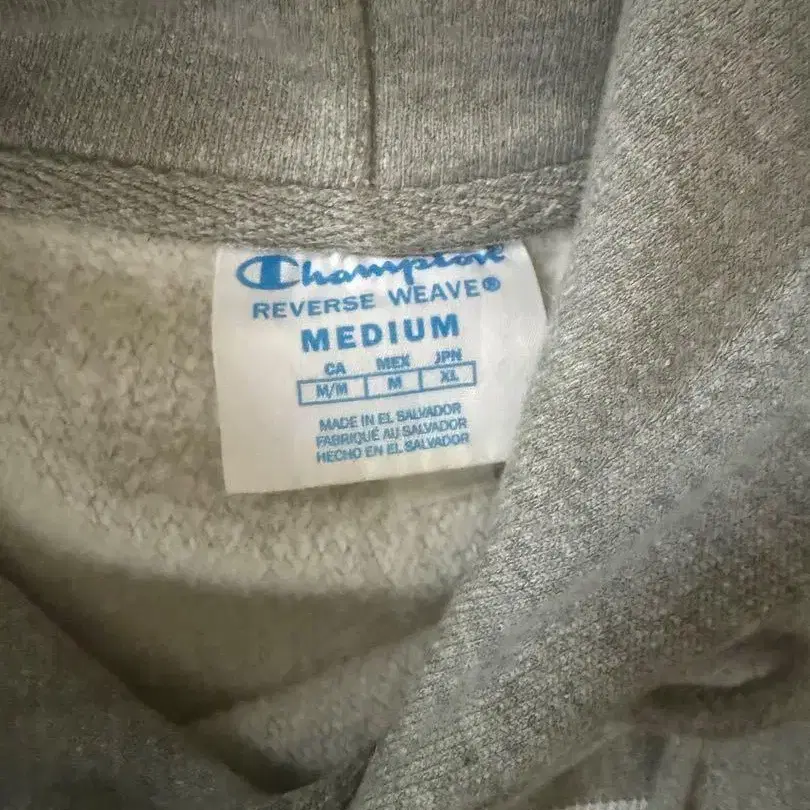 Champion
REVERSE WEAVE®
MEDIUM
CA MEX JPN
M/M M XL
MADE IN EL SALVADOR
FABRIQUÉ AU SALVADOR
HECHO EN EL SALVADOR